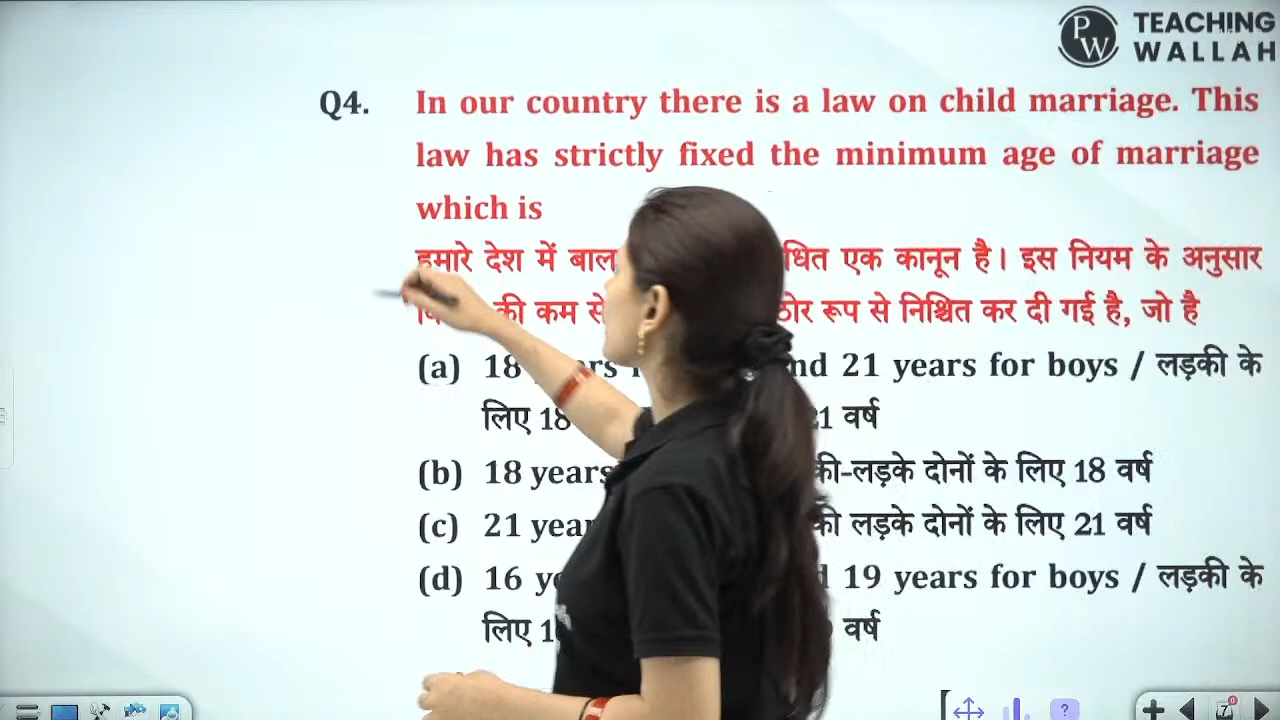 TEACHING
WALLAH
PW
Q4. In our country there is a law on child marriage. This
law has strictly fixed the minimum age of marriage
which is
हमारे देश में बाल एक कानून है। इस नियम के अनुसार
की कम से रूप से निश्चित कर दी गई है, जो है
(a) 18 21 years for boys / लड़की के
लिए 18 वर्ष
(b) 18 years दोनों के लिए 18 वर्ष
(c) 21 लड़के दोनों के लिए 21 वर्ष
(d) 16 19 years for boys / लड़की के
लिए वर्ष